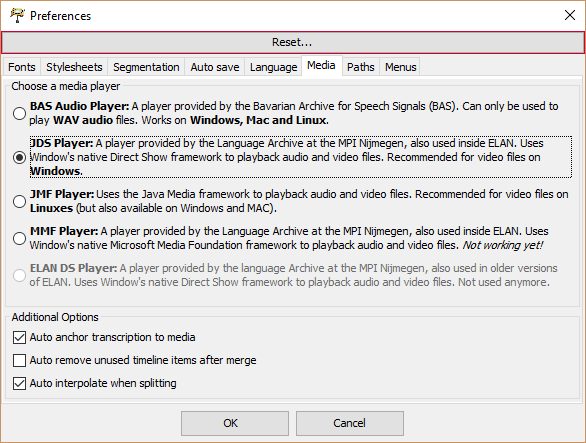 Preferences
Reset...
Fonts Stylesheets Segmentation Auto save Language Media Paths Menus
Choose a media player
BAS Audio Player: A player provided by the Bavarian Archive for Speech Signals (BAS). Can only be used to
play WAV audio files. Works on Windows, Mac and Linux.
JDS Player: A player provided by the Language Archive at the MPI Nijmegen, also used inside ELAN. Uses
Window's native Direct Show framework to playback audio and video files. Recommended for video files on
Windows.
JMF Player: Uses the Java Media framework to playback audio and video files. Recommended for video files on
Linuxes (but also available on Windows and MAC).
MMF Player: A player provided by the Language Archive at the MPI Nijmegen, also used inside ELAN. Uses
Window's native Microsoft Media Foundation framework to playback audio and video files. Not working yet!
ELAN DS Player: A player provided by the language Archive at the MPI Nijmegen, also used in older versions
of ELAN. Uses Window's native Direct Show framework to playback audio and video files. Not used anymore.
Additional Options
Auto anchor transcription to media
Auto remove unused timeline items after merge
Auto interpolate when splitting
OK Cancel